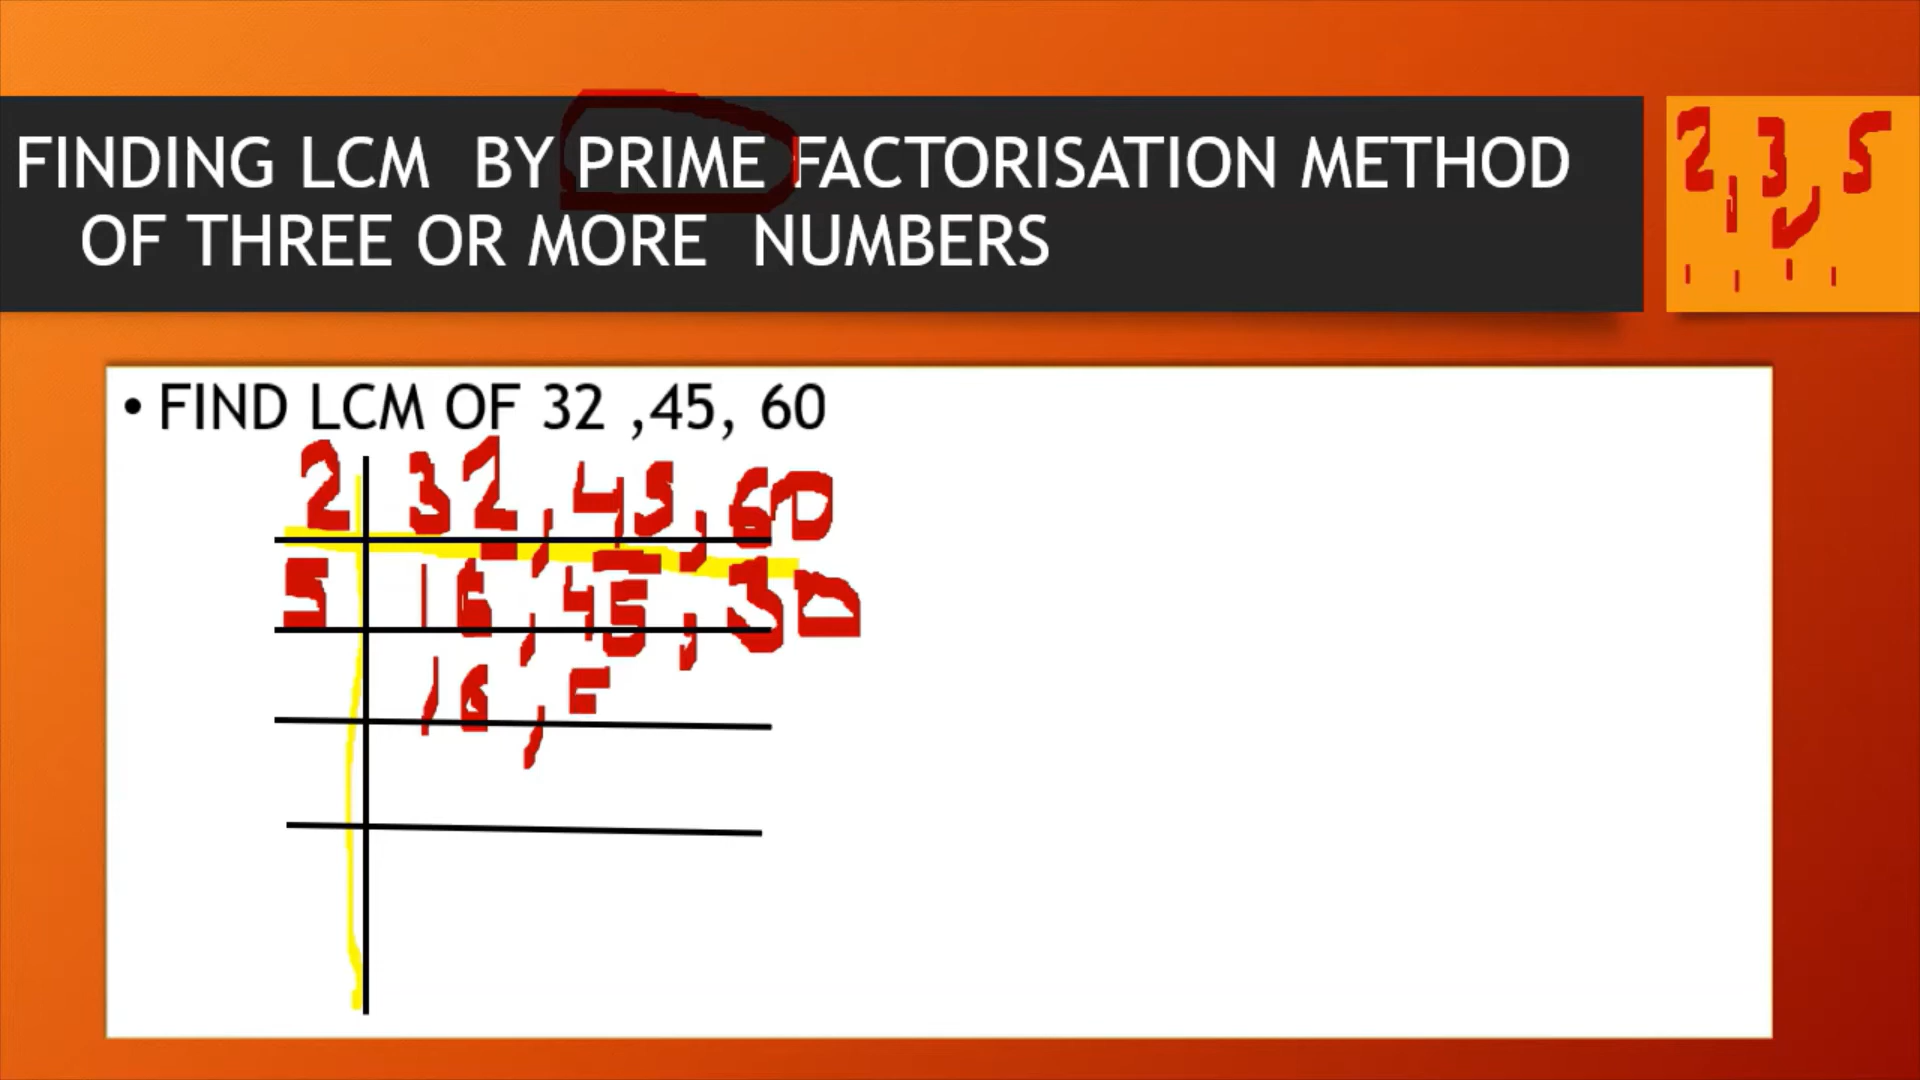 FINDING LCM BY PRIME FACTORISATION METHOD
OF THREE OR MORE NUMBERS
2, 3, 5
• FIND LCM OF 32 ,45, 60
2 32, 45, 60
5 16, 45, 30
16,